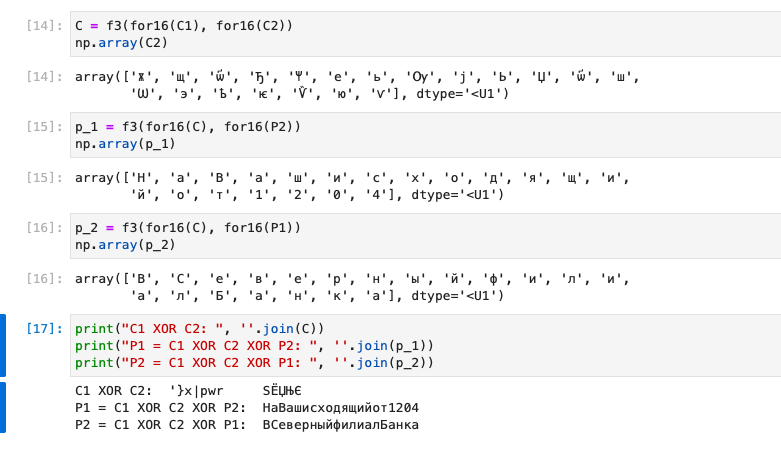 [14]: C = f3(for16(C1), for16(C2))
np.array(C2)
[14]: array(['Ѫ', 'щ', 'ѿ', 'Ђ', 'Ѱ', 'е', 'ь', 'Ѹ', 'ј', 'Ь', 'Џ', 'ѿ', 'ш',
'Ѡ', 'э', 'Ѣ', 'ѥ', 'Ѷ', 'ю', 'ѵ'], dtype='<U1')
[15]: p_1 = f3(for16(C), for16(P2))
np.array(p_1)
[15]: array(['Н', 'а', 'В', 'а', 'ш', 'и', 'с', 'х', 'о', 'д', 'я', 'щ', 'и',
'й', 'о', 'т', '1', '2', '0', '4'], dtype='<U1')
[16]: p_2 = f3(for16(C), for16(P1))
np.array(p_2)
[16]: array(['В', 'С', 'е', 'в', 'е', 'р', 'н', 'ы', 'й', 'ф', 'и', 'л', 'и',
'а', 'л', 'Б', 'а', 'н', 'к', 'а'], dtype='<U1')
[17]: print("C1 XOR C2: ", ''.join(C))
print("P1 = C1 XOR C2 XOR P2: ", ''.join(p_1))
print("P2 = C1 XOR C2 XOR P1: ", ''.join(p_2))
C1 XOR C2: '}x|pwr ЅЁЏЊЄ
P1 = C1 XOR C2 XOR P2: НаВашисходящийот1204
P2 = C1 XOR C2 XOR P1: ВСеверныйфилиалБанка